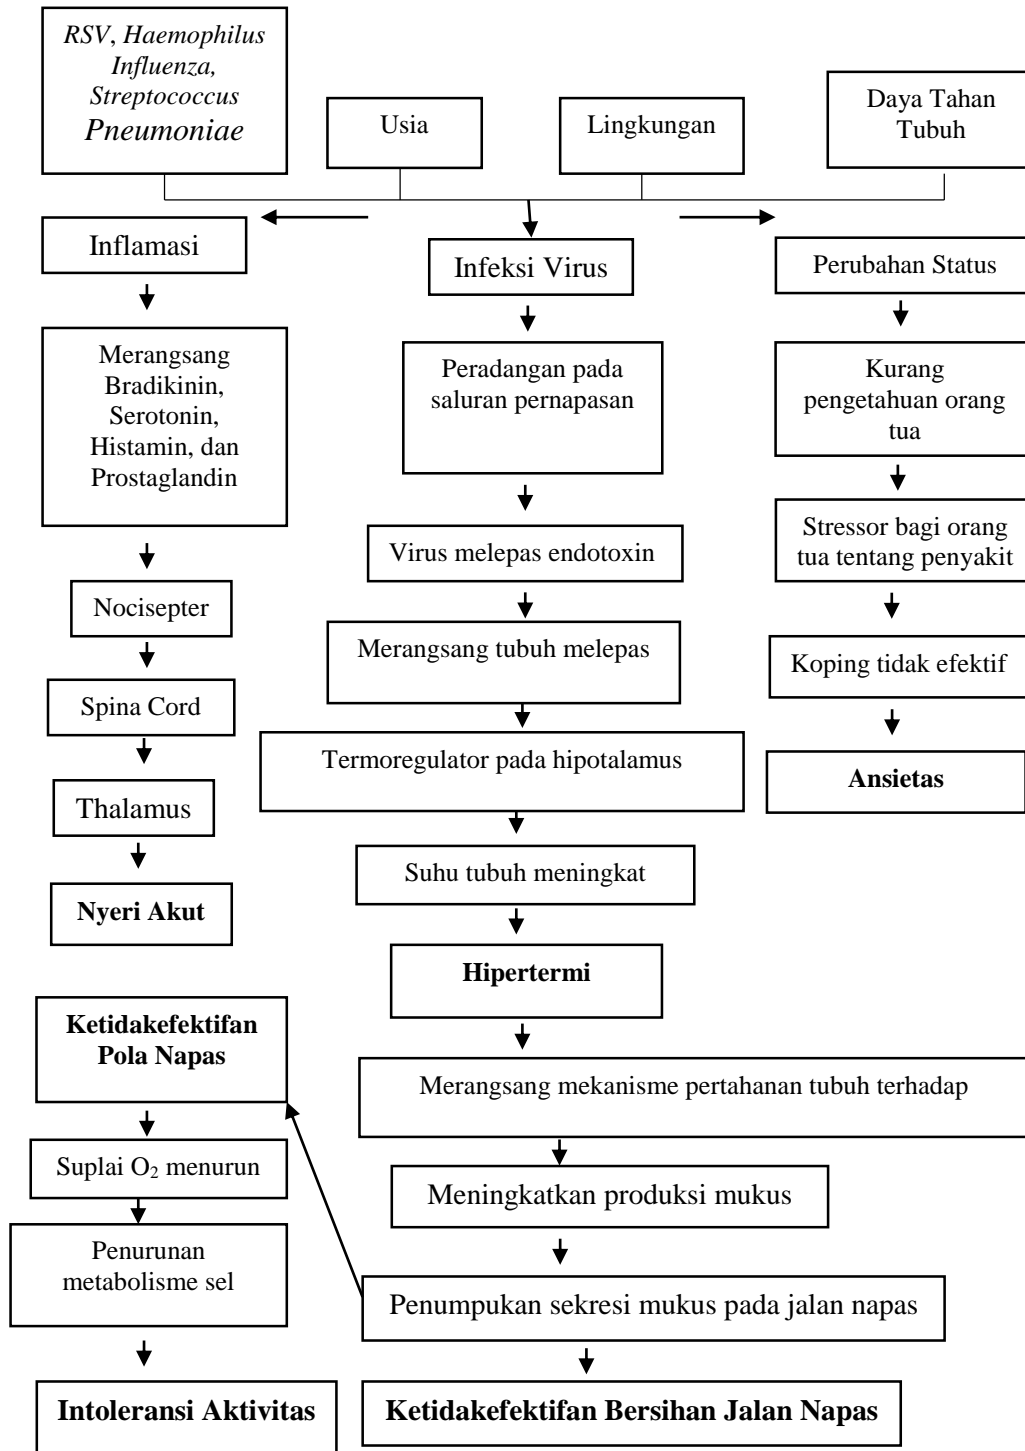 RSV, Haemophilus
Influenza,
Streptococcus
Pneumoniae
Usia
Lingkungan
Daya Tahan
Tubuh
Inflamasi
Infeksi Virus
Perubahan Status
Merangsang
Bradikinin,
Serotonin,
Histamin, dan
Prostaglandin
Peradangan pada
saluran pernapasan
Kurang
pengetahuan orang
tua
Virus melepas endotoxin
Stressor bagi orang
tua tentang penyakit
Nocisepter
Merangsang tubuh melepas
Koping tidak efektif
Spina Cord
Termoregulator pada hipotalamus
Ansietas
Thalamus
Suhu tubuh meningkat
Nyeri Akut
Hipertermi
Ketidakefektifan
Pola Napas
Merangsang mekanisme pertahanan tubuh terhadap
Suplai O₂ menurun
Meningkatkan produksi mukus
Penurunan
metabolisme sel
Penumpukan sekresi mukus pada jalan napas
Intoleransi Aktivitas
Ketidakefektifan Bersihan Jalan Napas